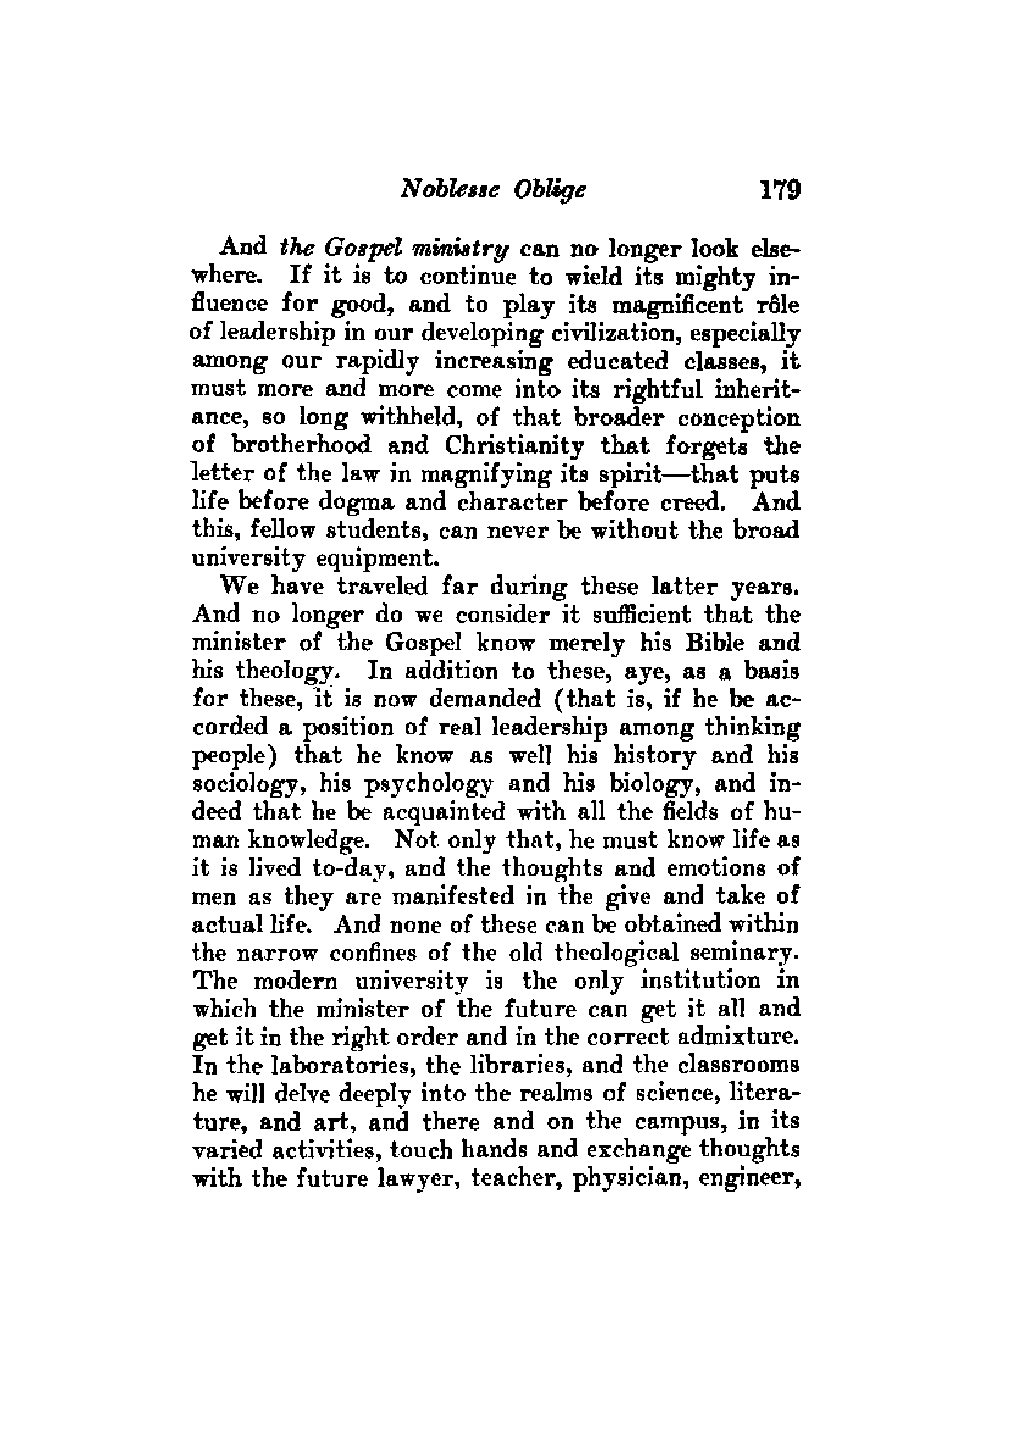 Noblesse Oblige 179
And the Gospel ministry can no longer look else-
where. If it is to continue to wield its mighty in-
fluence for good, and to play its magnificent rôle
of leadership in our developing civilization, especially
among our rapidly increasing educated classes, it
must more and more come into its rightful inherit-
ance, so long withheld, of that broader conception
of brotherhood and Christianity that forgets the
letter of the law in magnifying its spirit—that puts
life before dogma and character before creed. And
this, fellow students, can never be without the broad
university equipment.
We have traveled far during these latter years.
And no longer do we consider it sufficient that the
minister of the Gospel know merely his Bible and
his theology. In addition to these, aye, as a basis
for these, it is now demanded (that is, if he be ac-
corded a position of real leadership among thinking
people) that he know as well his history and his
sociology, his psychology and his biology, and in-
deed that he be acquainted with all the fields of hu-
man knowledge. Not only that, he must know life as
it is lived to-day, and the thoughts and emotions of
men as they are manifested in the give and take of
actual life. And none of these can be obtained within
the narrow confines of the old theological seminary.
The modern university is the only institution in
which the minister of the future can get it all and
get it in the right order and in the correct admixture.
In the laboratories, the libraries, and the classrooms
he will delve deeply into the realms of science, litera-
ture, and art, and there and on the campus, in its
varied activities, touch hands and exchange thoughts
with the future lawyer, teacher, physician, engineer,